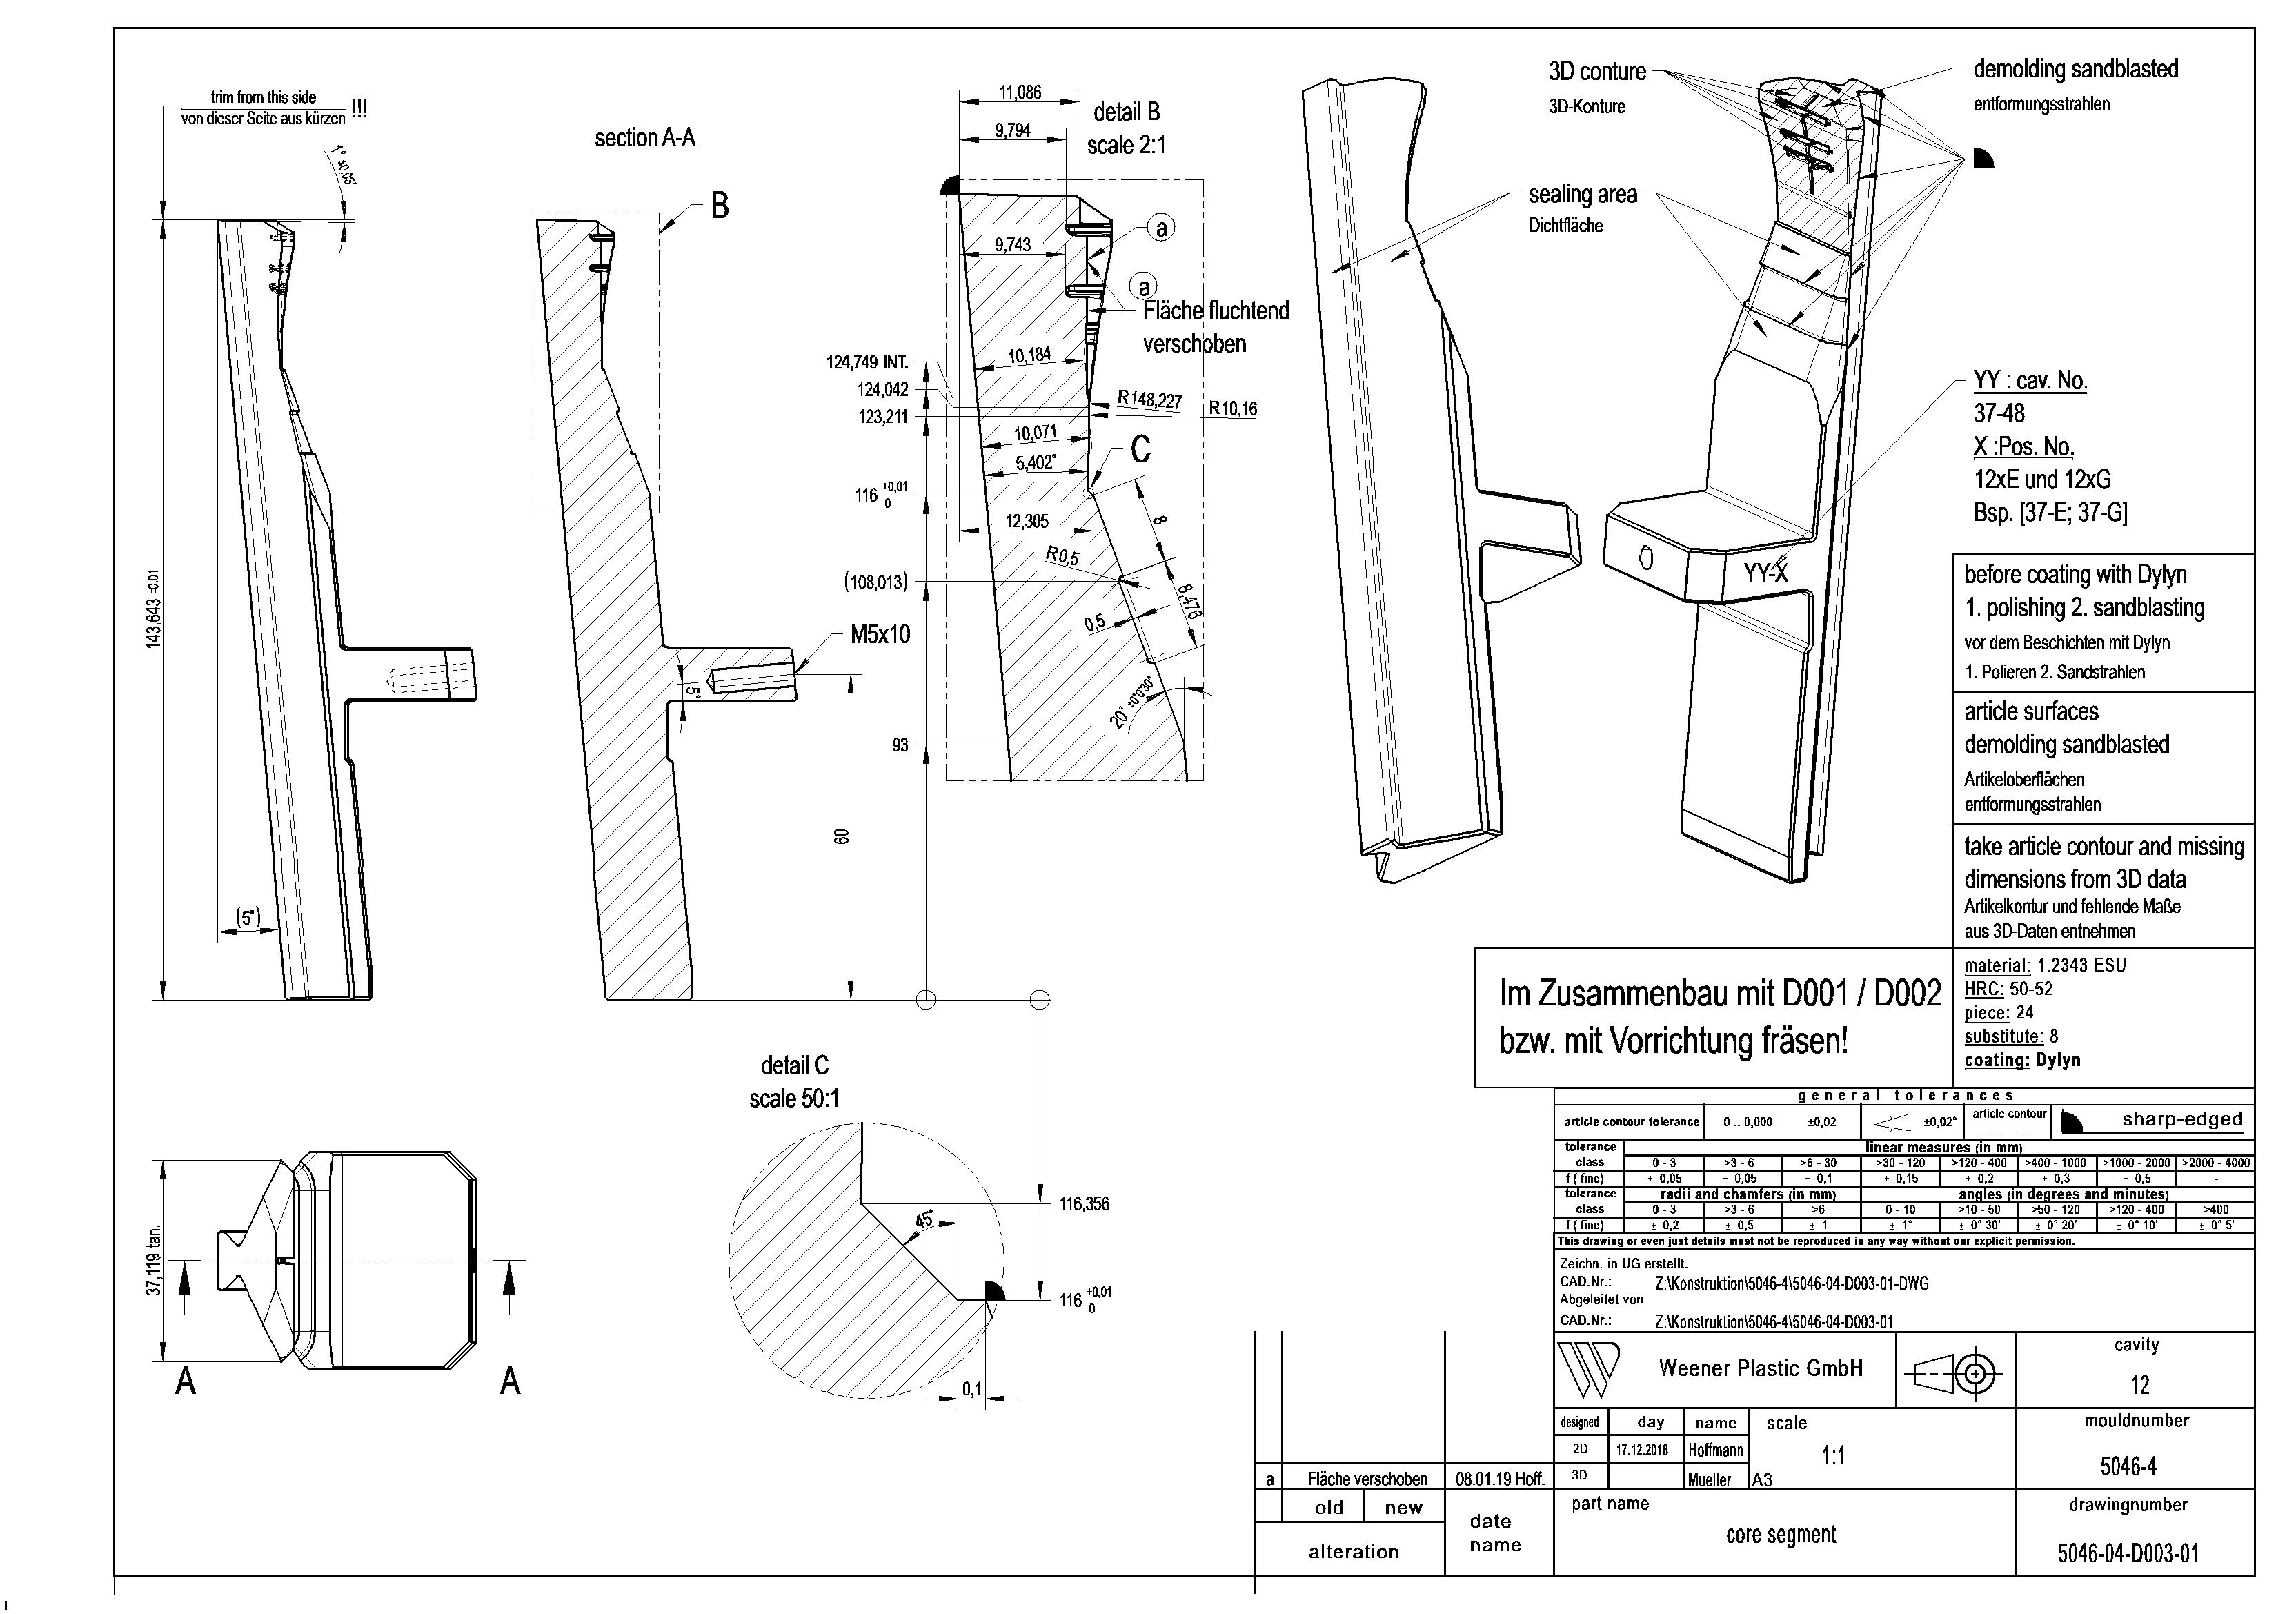 trim from this side
von dieser Seite aus kürzen !!!
1° ±0.03°
section A-A
B
11,086
detail B
9,794
scale 2:1
9,743
a
a
Fläche fluchtend
verschoben
124,749 INT.
10,184
124,042
R148,227
R10,16
123,211
10,071
C
5,402°
116 +0,01 0
12,305
8
R0,5
(108,013)
8,476
0,5
M5x10
5°
20° ±0°0'30"
93
143,643 -0.01
60
(5°)
3D conture
3D-Konture
demolding sandblasted
entformungsstrahlen
sealing area
Dichtfläche
YY : cav. No.
37-48
X :Pos. No.
12xE und 12xG
Bsp. [37-E; 37-G]
YY-X
before coating with Dylyn
1. polishing 2. sandblasting
vor dem Beschichten mit Dylyn
1. Polieren 2. Sandstrahlen
article surfaces
demolding sandblasted
Artikeloberflächen
entformungsstrahlen
take article contour and missing
dimensions from 3D data
Artikelkontur und fehlende Maße
aus 3D-Daten entnehmen
Im Zusammenbau mit D001 / D002
bzw. mit Vorrichtung fräsen!
material: 1.2343 ESU
HRC: 50-52
piece: 24
substitute: 8
coating: Dylyn
detail C
scale 50:1
45°
116,356
116 +0,01 0
0,1
37,119 tan.
A
A
general tolerances
article contour tolerance 0 .. 0,000 ±0,02 ±0,02° article contour sharp-edged
tolerance linear measures (in mm)
class 0 - 3 >3 - 6 >6 - 30 >30 - 120 >120 - 400 >400 - 1000 >1000 - 2000 >2000 - 4000
f ( fine) ± 0,05 ± 0,05 ± 0,1 ± 0,15 ± 0,2 ± 0,3 ± 0,5 -
tolerance radii and chamfers (in mm) angles (in degrees and minutes)
class 0 - 3 >3 - 6 >6 0 - 10 >10 - 50 >50 - 120 >120 - 400 >400
f ( fine) ± 0,2 ± 0,5 ± 1 ± 1° ± 0° 30' ± 0° 20' ± 0° 10' ± 0° 5'
This drawing or even just details must not be reproduced in any way without our explicit permission.
Zeichn. in UG erstellt.
CAD.Nr.: Z:\Konstruktion\5046-4\5046-04-D003-01-DWG
Abgeleitet von
CAD.Nr.: Z:\Konstruktion\5046-4\5046-04-D003-01
Weener Plastic GmbH
cavity
12
designed day name scale
mouldnumber
2D 17.12.2018 Hoffmann 1:1
5046-4
3D Mueller A3
a Fläche verschoben 08.01.19 Hoff.
old new
date
name
alteration
part name
core segment
drawingnumber
5046-04-D003-01